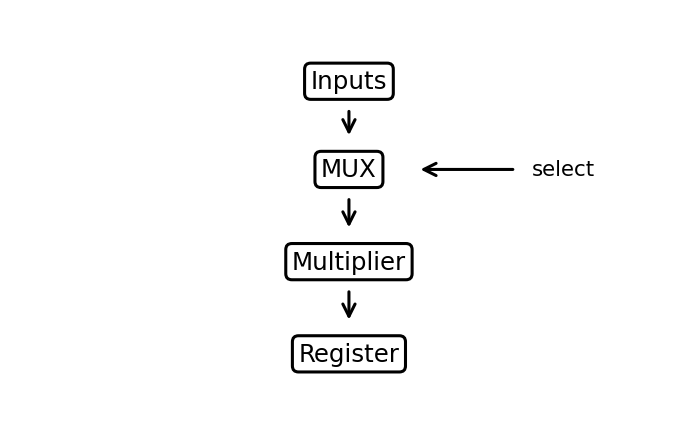 Inputs
MUX
select
Multiplier
Register